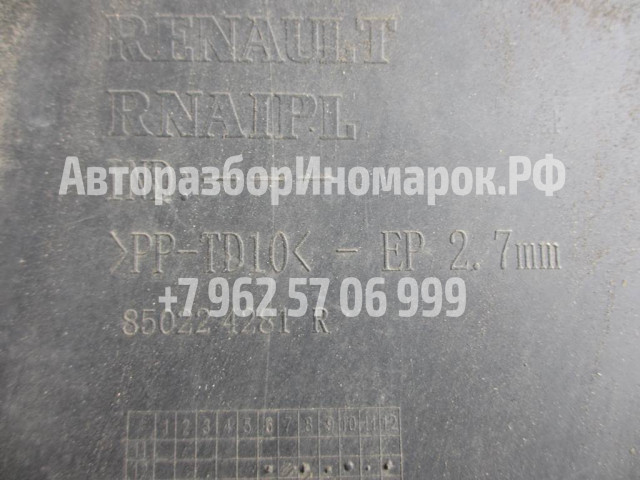 RENAULT
RNAIPL
IND.---
АвторазборИномарок.РФ
>PP-TD10< - EP 2.7mm
+7 962 57 06 999
85022 4281 R
1 2 3 4 5 6 7 8 9 10 11 12